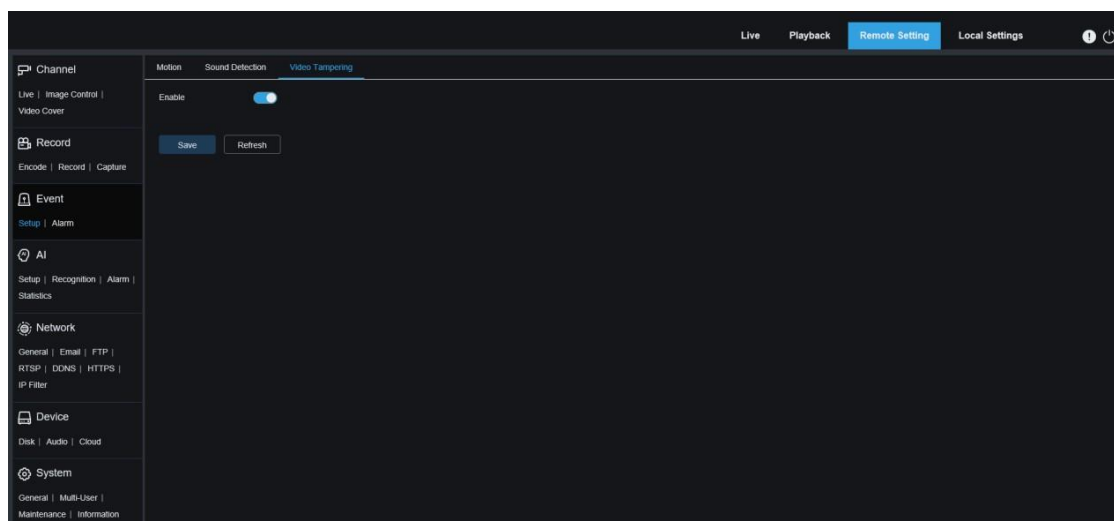 Live Playback Remote Setting Local Settings
Channel
Live | Image Control |
Video Cover
Record
Encode | Record | Capture
Event
Setup | Alarm
AI
Setup | Recognition | Alarm |
Statistics
Network
General | Email | FTP |
RTSP | DDNS | HTTPS |
IP Filter
Device
Disk | Audio | Cloud
System
General | Multi-User |
Maintenance | Information
Motion Sound Detection Video Tampering
Enable
Save Refresh